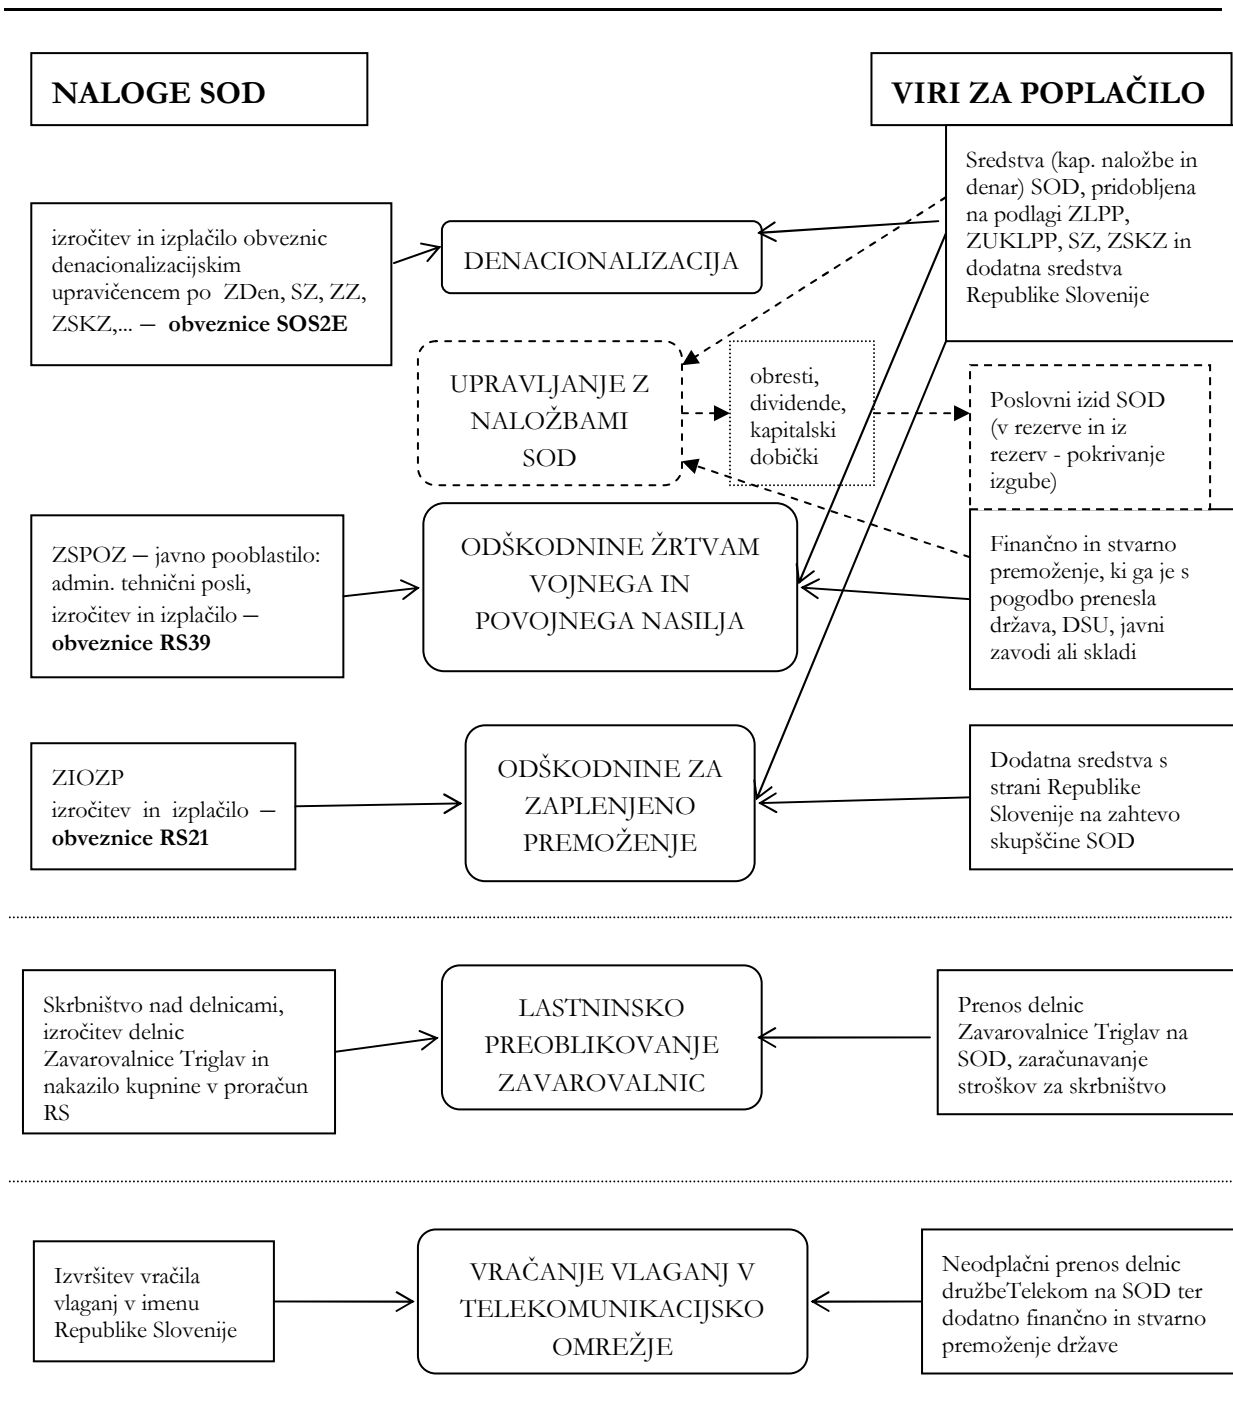 NALOGE SOD
VIRI ZA POPLAČILO
Sredstva (kap. naložbe in
denar) SOD, pridobljena
na podlagi ZLPP,
ZUKLPP, SZ, ZSKZ in
dodatna sredstva
Republike Slovenije
izročitev in izplačilo obveznic
denacionalizacijskim
upravičencem po ZDen, SZ, ZZ,
ZSKZ,... – obveznice SOS2E
DENACIONALIZACIJA
UPRAVLJANJE Z
NALOŽBAMI
SOD
obresti,
dividende,
kapitalski
dobički
Poslovni izid SOD
(v rezerve in iz
rezerv - pokrivanje
izgube)
ZSPOZ – javno pooblastilo:
admin. tehnični posli,
izročitev in izplačilo –
obveznice RS39
ODŠKODNINE ŽRTVAM
VOJNEGA IN
POVOJNEGA NASILJA
Finančno in stvarno
premoženje, ki ga je s
pogodbo prenesla
država, DSU, javni
zavodi ali skladi
ZIOZP
izročitev in izplačilo –
obveznice RS21
ODŠKODNINE ZA
ZAPLENJENO
PREMOŽENJE
Dodatna sredstva s
strani Republike
Slovenije na zahtevo
skupščine SOD
Skrbništvo nad delnicami,
izročitev delnic
Zavarovalnice Triglav in
nakazilo kupnine v proračun
RS
LASTNINSKO
PREOBLIKOVANJE
ZAVAROVALNIC
Prenos delnic
Zavarovalnice Triglav na
SOD, zaračunavanje
stroškov za skrbništvo
Izvršitev vračila
vlaganj v imenu
Republike Slovenije
VRAČANJE VLAGANJ V
TELEKOMUNIKACIJSKO
OMREŽJE
Neodplačni prenos delnic
družbeTelekom na SOD ter
dodatno finančno in stvarno
premoženje države